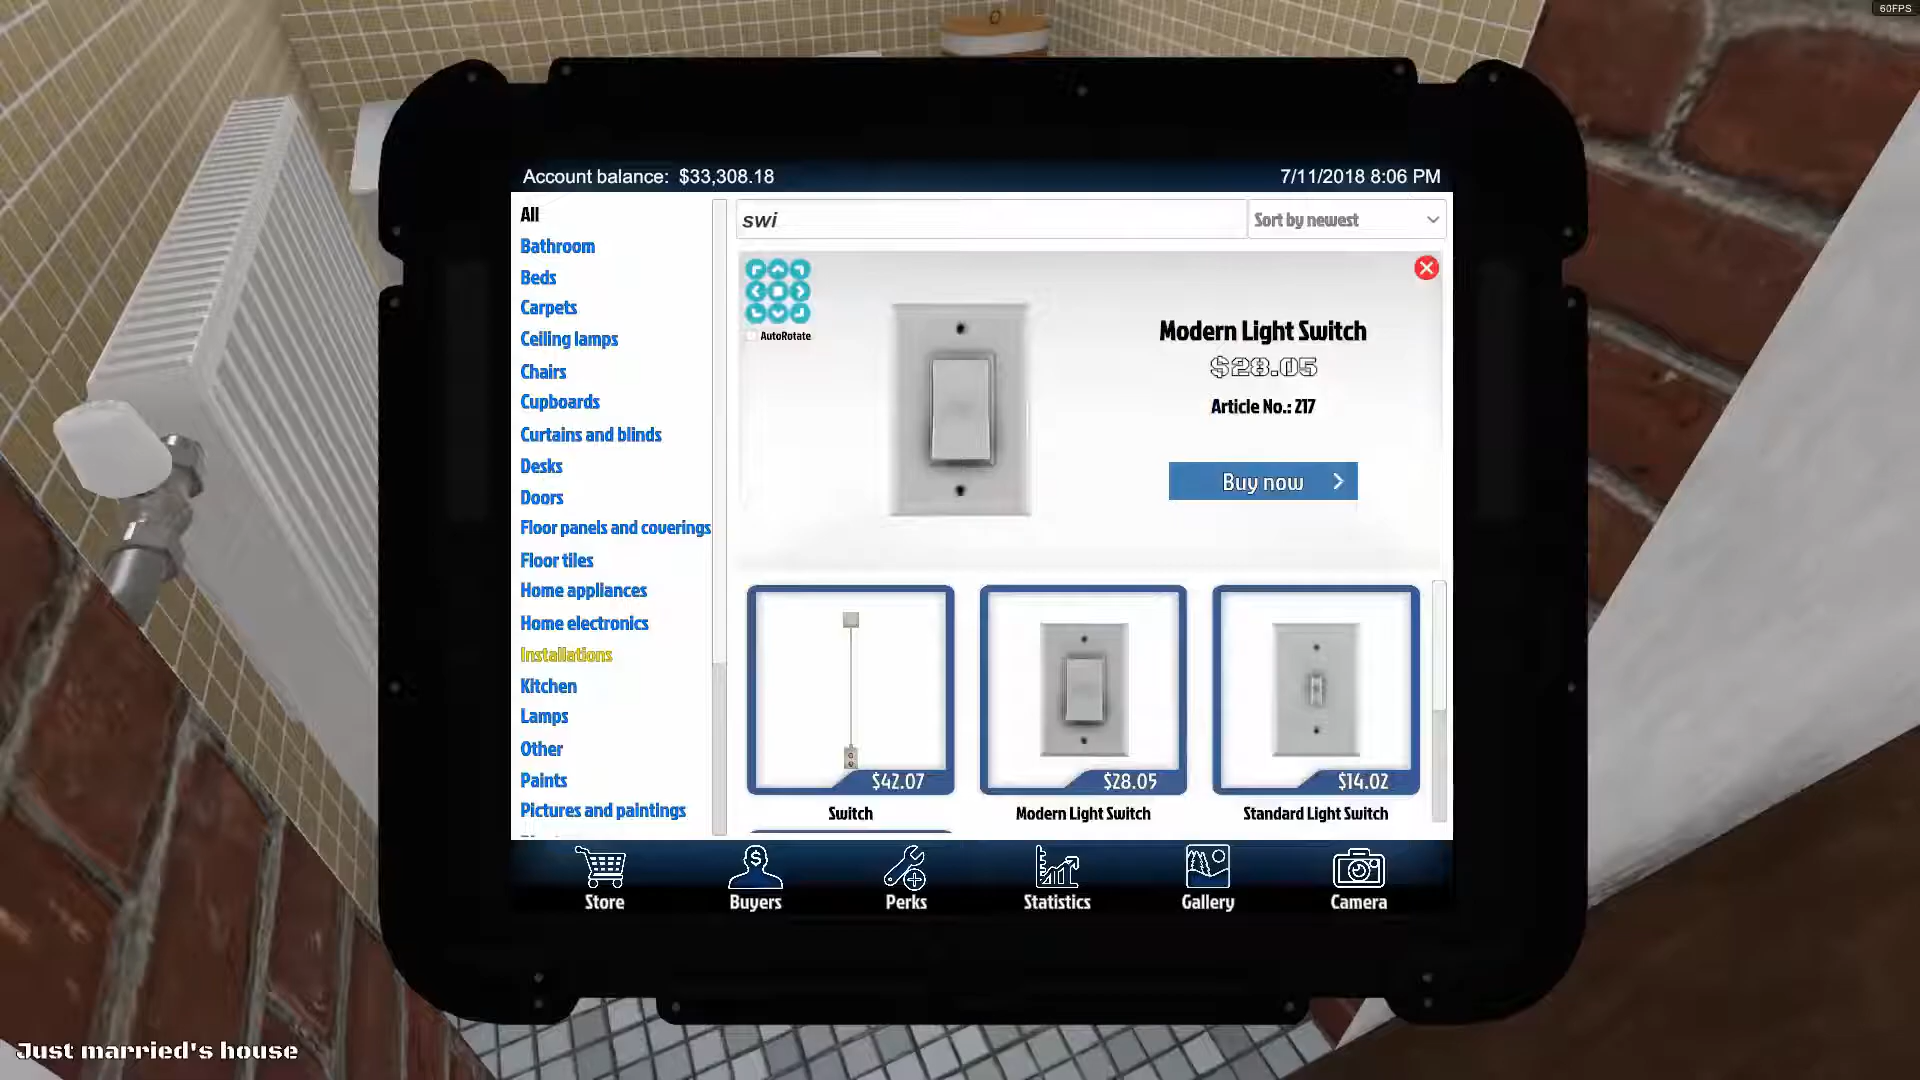 60FPS
Account balance: $33,308.18
7/11/2018 8:06 PM
All
Bathroom
Beds
Carpets
Ceiling lamps
Chairs
Cupboards
Curtains and blinds
Desks
Doors
Floor panels and coverings
Floor tiles
Home appliances
Home electronics
Installations
Kitchen
Lamps
Other
Paints
Pictures and paintings
swi
Sort by newest
AutoRotate
Modern Light Switch
$28.05
Article No.: 217
Buy now
$42.07
$28.05
$14.02
Switch
Modern Light Switch
Standard Light Switch
Store
Buyers
Perks
Statistics
Gallery
Camera
Just married's house